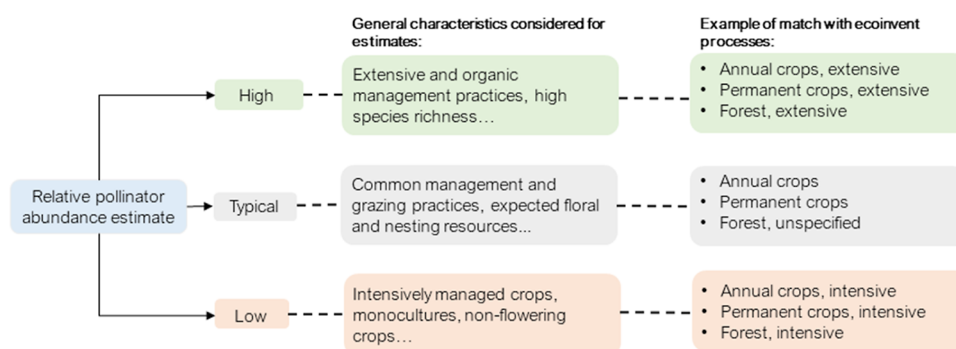 General characteristics considered for
estimates:
Example of match with ecoinvent
processes:
High
Extensive and organic
management practices, high
species richness…
• Annual crops, extensive
• Permanent crops, extensive
• Forest, extensive
Relative pollinator
abundance estimate
Typical
Common management and
grazing practices, expected floral
and nesting resources...
• Annual crops
• Permanent crops
• Forest, unspecified
Low
Intensively managed crops,
monocultures, non-flowering
crops…
• Annual crops, intensive
• Permanent crops, intensive
• Forest, intensive